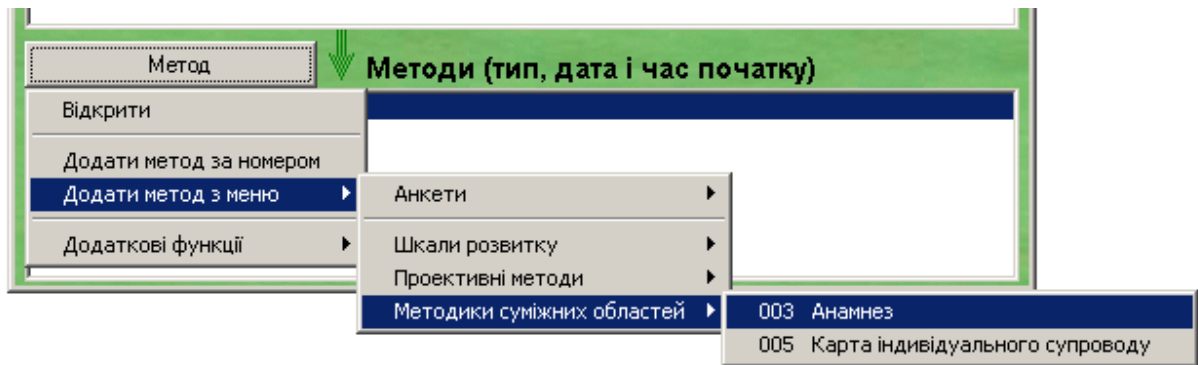 Метод
Методи (тип, дата і час початку)
Відкрити
Додати метод за номером
Додати метод з меню
Додаткові функції
Анкети
Шкали розвитку
Проективні методи
Методики суміжних областей
003 Анамнез
005 Карта індивідуального супроводу